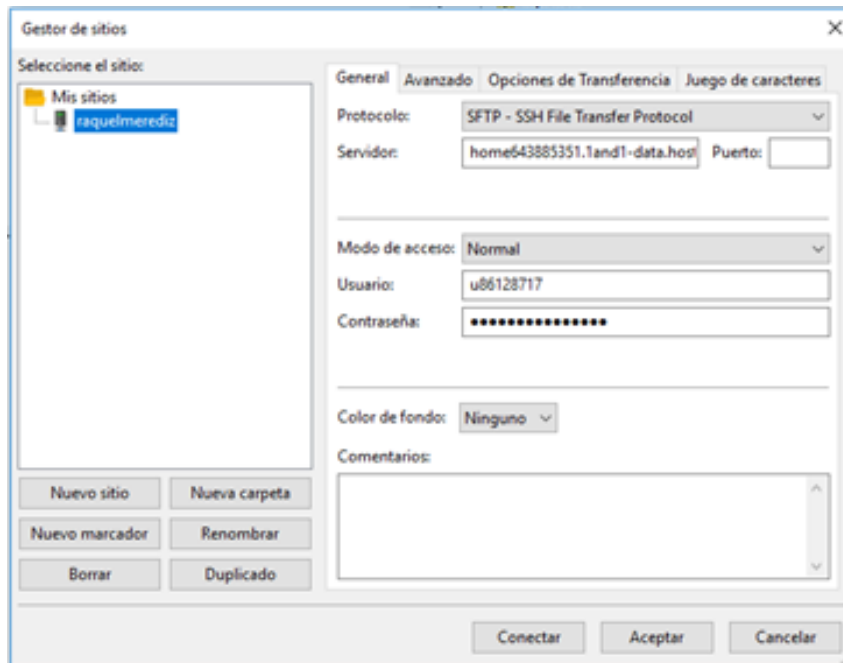 Gestor de sitios
Seleccione el sitio:
Mis sitios
raquelmerediz
General Avanzado Opciones de Transferencia Juego de caracteres
Protocolo: SFTP - SSH File Transfer Protocol
Servidor: home643885351.1and1-data.host Puerto:
Modo de acceso: Normal
Usuario: u86128717
Contraseña: ●●●●●●●●●●●●●●●
Color de fondo: Ninguno
Comentarios:
Nuevo sitio Nueva carpeta
Nuevo marcador Renombrar
Borrar Duplicado
Conectar Aceptar Cancelar